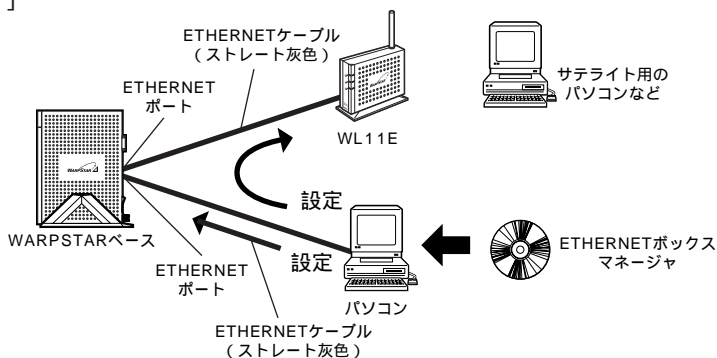 」
ETHERNETケーブル
（ストレート灰色）
ETHERNET
ポート
WARPSTAR
WL11E
サテライト用の
パソコンなど
WARPSTARベース
設定
設定
ETHERNET
ポート
パソコン
ETHERNETボックス
マネージャ
ETHERNETケーブル
（ストレート灰色）